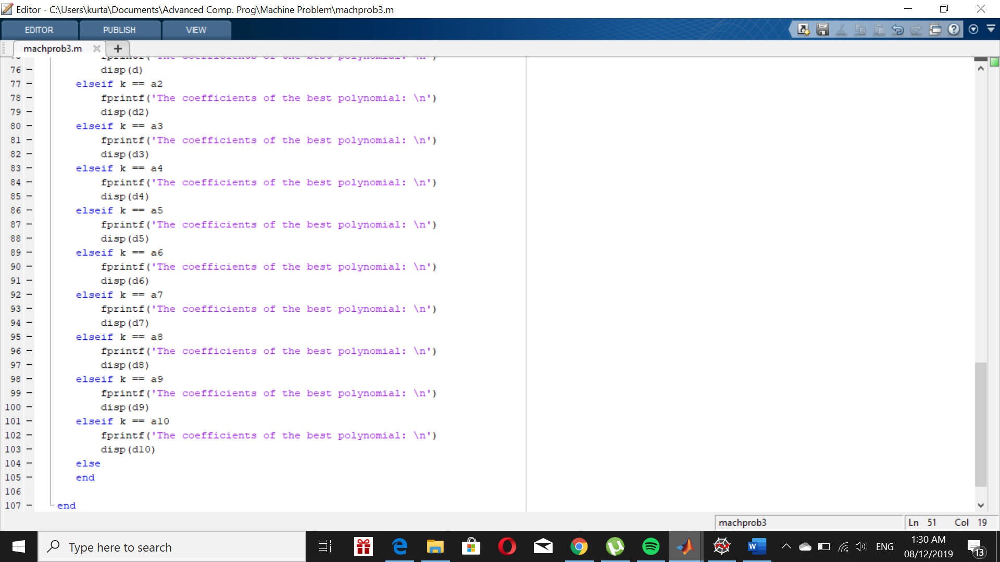 Editor - C:\Users\kurta\Documents\Advanced Comp. Prog\Machine Problem\machprob3.m
EDITOR PUBLISH VIEW
machprob3.m
76 disp(d)
77 elseif k == a2
78 fprintf('The coefficients of the best polynomial: \n')
79 disp(d2)
80 elseif k == a3
81 fprintf('The coefficients of the best polynomial: \n')
82 disp(d3)
83 elseif k == a4
84 fprintf('The coefficients of the best polynomial: \n')
85 disp(d4)
86 elseif k == a5
87 fprintf('The coefficients of the best polynomial: \n')
88 disp(d5)
89 elseif k == a6
90 fprintf('The coefficients of the best polynomial: \n')
91 disp(d6)
92 elseif k == a7
93 fprintf('The coefficients of the best polynomial: \n')
94 disp(d7)
95 elseif k == a8
96 fprintf('The coefficients of the best polynomial: \n')
97 disp(d8)
98 elseif k == a9
99 fprintf('The coefficients of the best polynomial: \n')
100 disp(d9)
101 elseif k == a10
102 fprintf('The coefficients of the best polynomial: \n')
103 disp(d10)
104 else
105 end
106
107 end
machprob3 Ln 51 Col 19
Type here to search
W
ENG
1:30 AM
08/12/2019
13